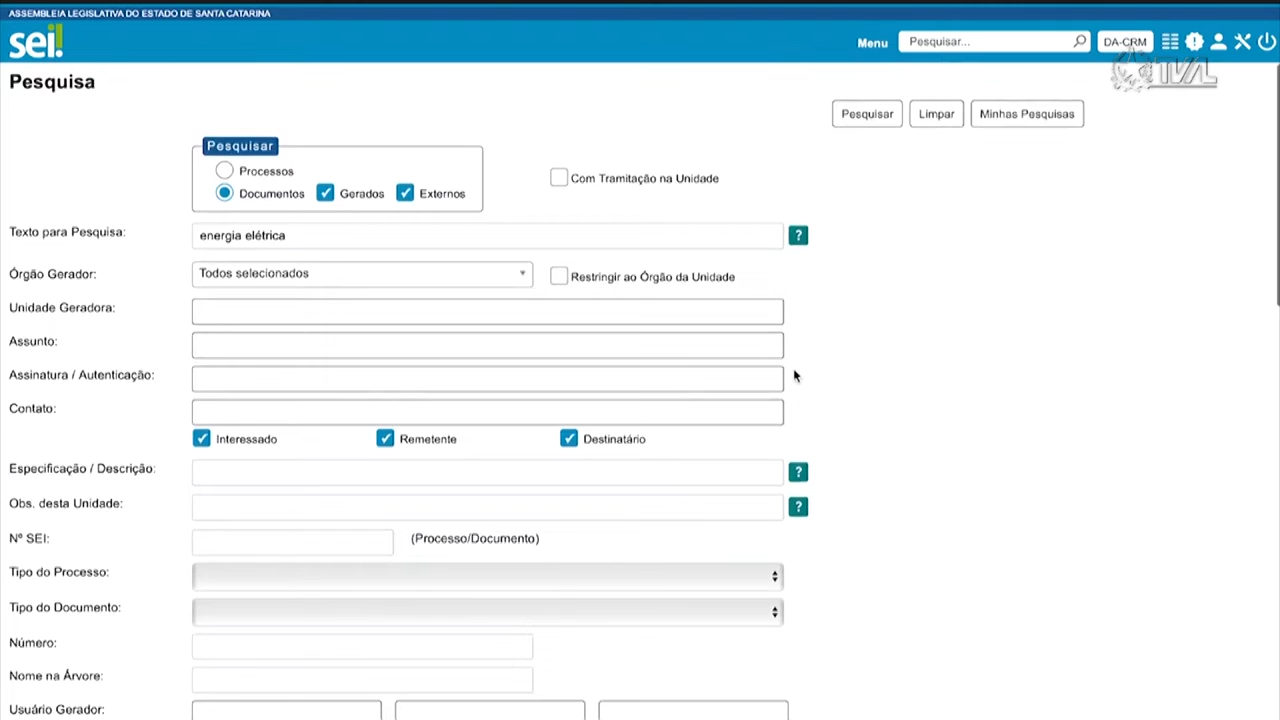 ASSEMBLEIA LEGISLATIVA DO ESTADO DE SANTA CATARINA
sei!
Menu
Pesquisar...
DA-CRM
TVAL
Pesquisa
Pesquisar
Limpar
Minhas Pesquisas
Pesquisar
Processos
Documentos
Gerados
Externos
Com Tramitação na Unidade
Texto para Pesquisa:
energia elétrica
?
Órgão Gerador:
Todos selecionados
Restringir ao Órgão da Unidade
Unidade Geradora:
Assunto:
Assinatura / Autenticação:
Contato:
Interessado
Remetente
Destinatário
Especificação / Descrição:
?
Obs. desta Unidade:
?
Nº SEI:
(Processo/Documento)
Tipo do Processo:
Tipo do Documento:
Número:
Nome na Árvore:
Usuário Gerador: